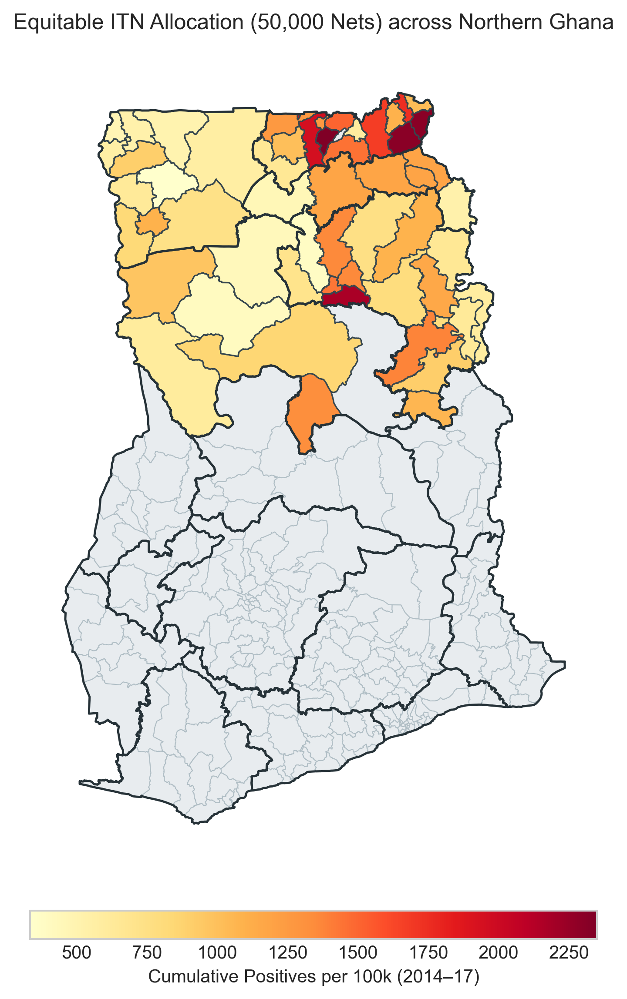 Equitable ITN Allocation (50,000 Nets) across Northern Ghana
500 750 1000 1250 1500 1750 2000 2250
Cumulative Positives per 100k (2014–17)